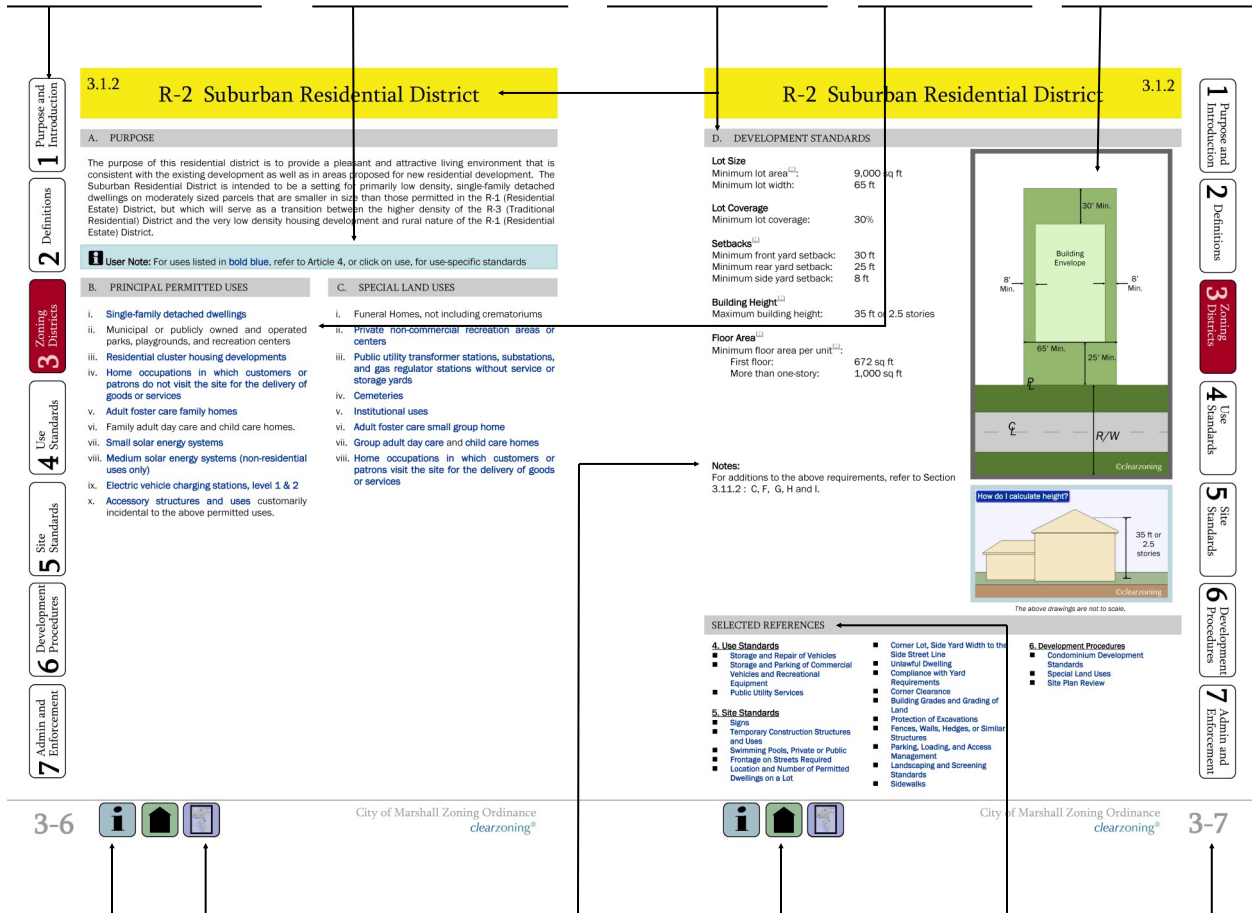 1 Purpose and
Introduction
2 Definitions
3 Zoning
Districts
4 Use
Standards
5 Site
Standards
6 Development
Procedures
7 Admin and
Enforcement
3.1.2
R-2 Suburban Residential District
A. PURPOSE
The purpose of this residential district is to provide a pleasant and attractive living environment that is
consistent with the existing development as well as in areas proposed for new residential development. The
Suburban Residential District is intended to be a setting for primarily low density, single-family detached
dwellings on moderately sized parcels that are smaller in size than those permitted in the R-1 (Residential
Estate) District, but which will serve as a transition between the higher density of the R-3 (Traditional
Residential) District and the very low density housing development and rural nature of the R-1 (Residential
Estate) District.
i User Note: For uses listed in bold blue, refer to Article 4, or click on use, for use-specific standards
B. PRINCIPAL PERMITTED USES
i. Single-family detached dwellings
ii. Municipal or publicly owned and operated
parks, playgrounds, and recreation centers
iii. Residential cluster housing developments
iv. Home occupations in which customers or
patrons do not visit the site for the delivery of
goods or services
v. Adult foster care family homes
vi. Family adult day care and child care homes.
vii. Small solar energy systems
viii. Medium solar energy systems (non-residential
uses only)
ix. Electric vehicle charging stations, level 1 & 2
x. Accessory structures and uses customarily
incidental to the above permitted uses.
C. SPECIAL LAND USES
i. Funeral Homes, not including crematoriums
ii. Private non-commercial recreation areas or
centers
iii. Public utility transformer stations, substations,
and gas regulator stations without service or
storage yards
iv. Cemeteries
v. Institutional uses
vi. Adult foster care small group home
vii. Group adult day care and child care homes
viii. Home occupations in which customers or
patrons visit the site for the delivery of goods
or services
3-6
i
City of Marshall Zoning Ordinance
clearzoning®
R-2 Suburban Residential District
3.1.2
D. DEVELOPMENT STANDARDS
Lot Size
Minimum lot area: 9,000 sq ft
Minimum lot width: 65 ft
Lot Coverage
Minimum lot coverage: 30%
Setbacks
Minimum front yard setback: 30 ft
Minimum rear yard setback: 25 ft
Minimum side yard setback: 8 ft
Building Height
Maximum building height: 35 ft or 2.5 stories
Floor Area
Minimum floor area per unit:
First floor: 672 sq ft
More than one-story: 1,000 sq ft
Notes:
For additions to the above requirements, refer to Section
3.11.2 : C, F, G, H and I.
30' Min.
Building
Envelope
8'
Min.
8'
Min.
65' Min.
25' Min.
PL
CL
R/W
©clearzoning
How do I calculate height?
35 ft or
2.5
stories
©clearzoning
The above drawings are not to scale.
SELECTED REFERENCES
4. Use Standards
■ Storage and Repair of Vehicles
■ Storage and Parking of Commercial
Vehicles and Recreational
Equipment
■ Public Utility Services
5. Site Standards
■ Signs
■ Temporary Construction Structures
and Uses
■ Swimming Pools, Private or Public
■ Frontage on Streets Required
■ Location and Number of Permitted
Dwellings on a Lot
■ Corner Lot, Side Yard Width to the
Side Street Line
■ Unlawful Dwelling
■ Compliance with Yard
Requirements
■ Corner Clearance
■ Building Grades and Grading of
Land
■ Protection of Excavations
■ Fences, Walls, Hedges, or Similar
Structures
■ Parking, Loading, and Access
Management
■ Landscaping and Screening
Standards
■ Sidewalks
6. Development Procedures
■ Condominium Development
Standards
■ Special Land Uses
■ Site Plan Review
1 Purpose and
Introduction
2 Definitions
3 Zoning
Districts
4 Use
Standards
5 Site
Standards
6 Development
Procedures
7 Admin and
Enforcement
i
City of Marshall Zoning Ordinance
clearzoning®
3-7